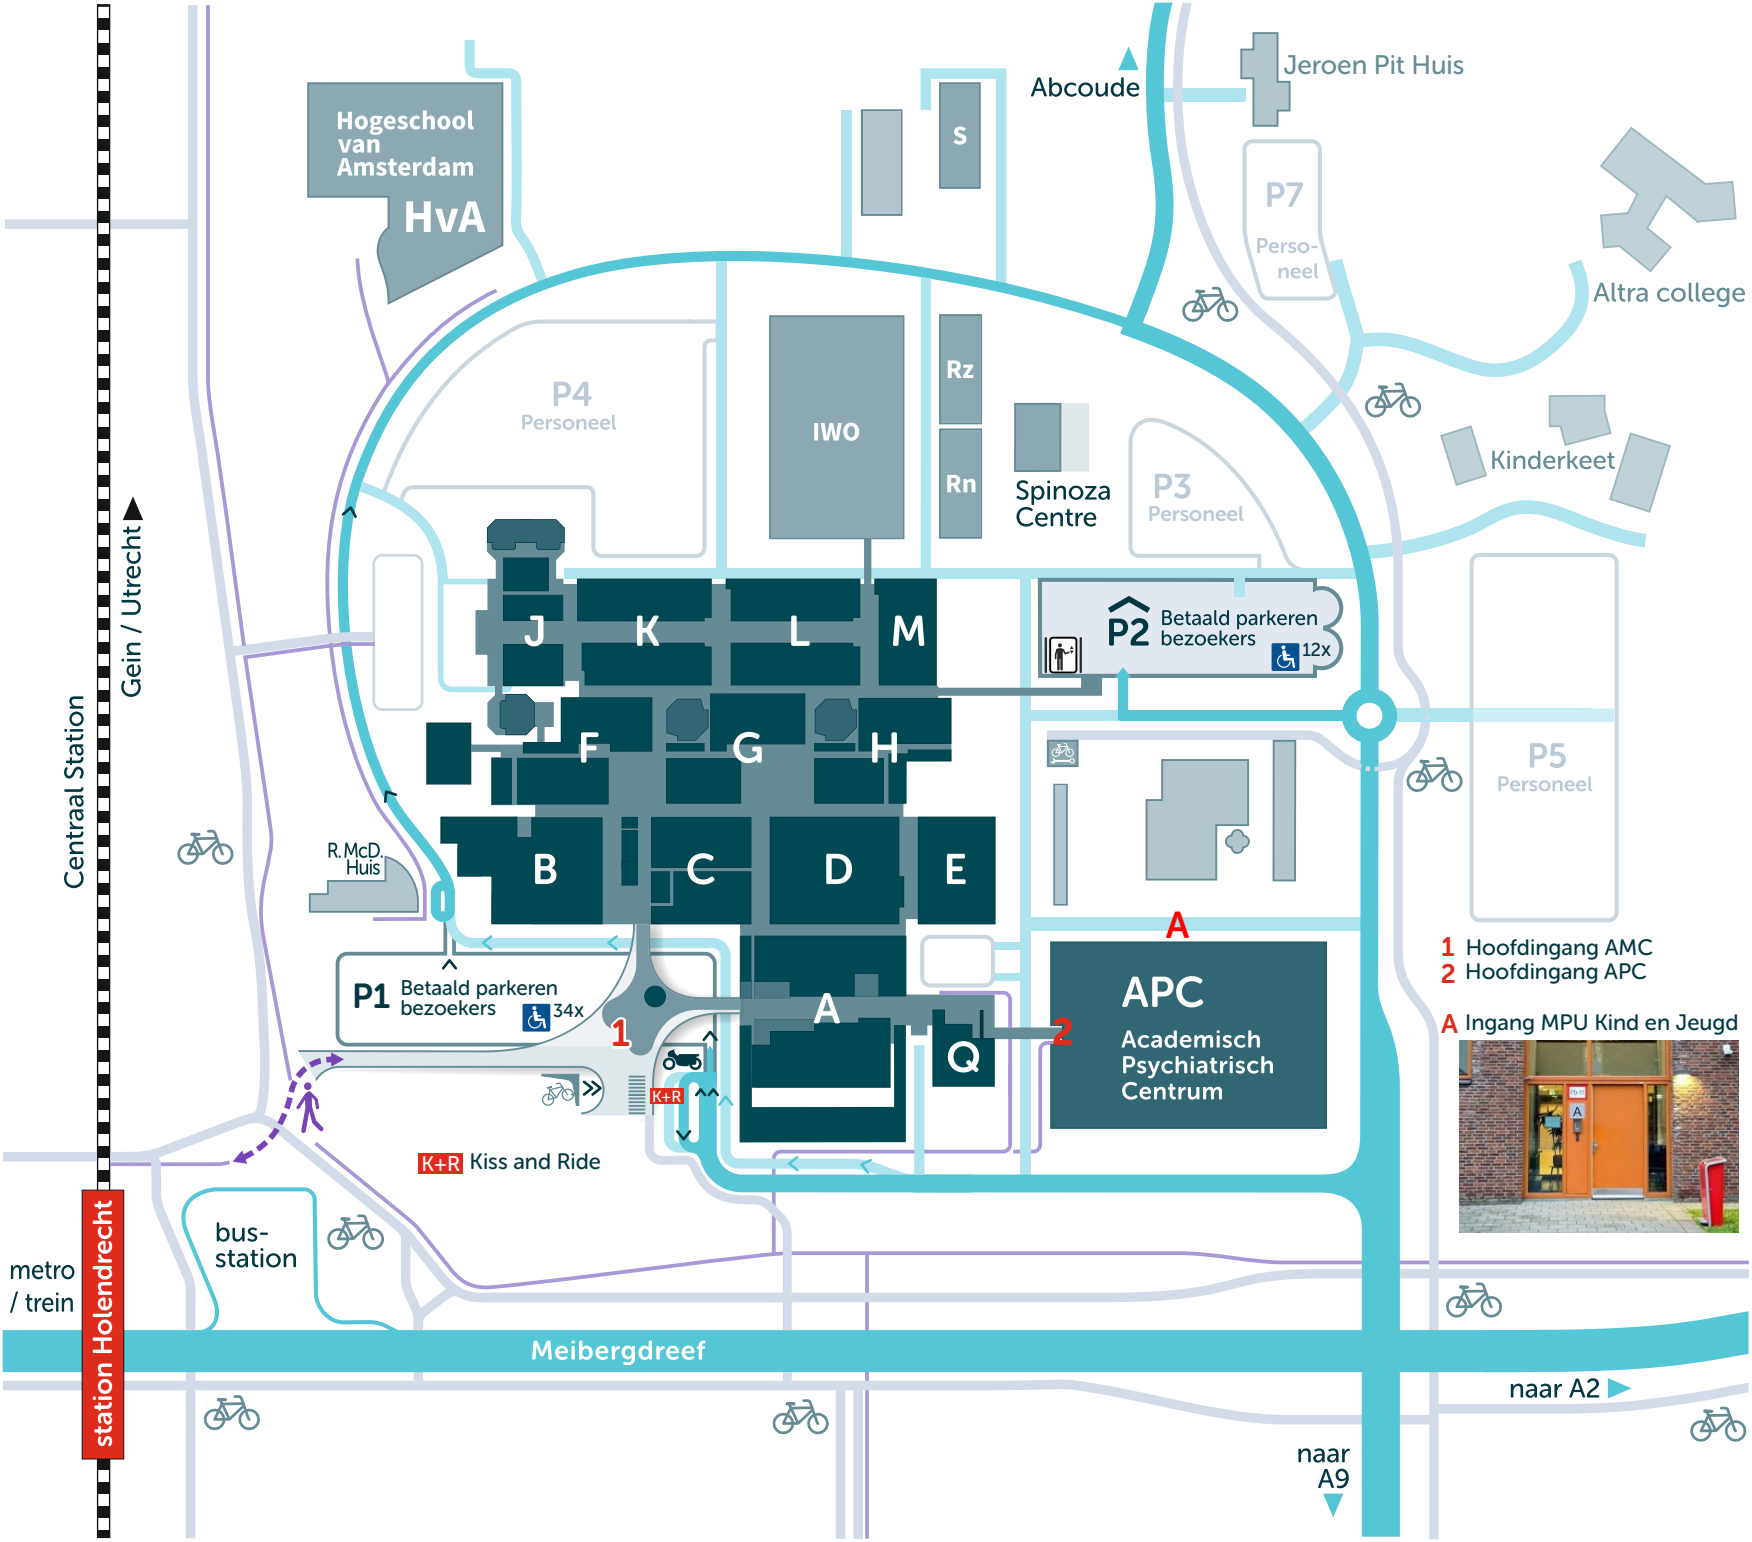 Hogeschool
van
Amsterdam
HvA
S
Abcoude
Jeroen Pit Huis
P7
Perso-
neel
Altra college
P4
Personeel
IWO
Rz
Rn
Spinoza
Centre
P3
Personeel
Kinderkeet
Gein / Utrecht
Centraal Station
J
K
L
M
P2
Betaald parkeren
bezoekers
12x
F
G
H
P5
Personeel
R.McD.
Huis
B
C
D
E
A
P1
Betaald parkeren
bezoekers
34x
1
A
Q
2
APC
Academisch
Psychiatrisch
Centrum
1 Hoofdingang AMC
2 Hoofdingang APC
A Ingang MPU Kind en Jeugd
A
K+R
K+R Kiss and Ride
bus-
station
metro
/ trein
station Holendrecht
Meibergdreef
naar A2
naar
A9